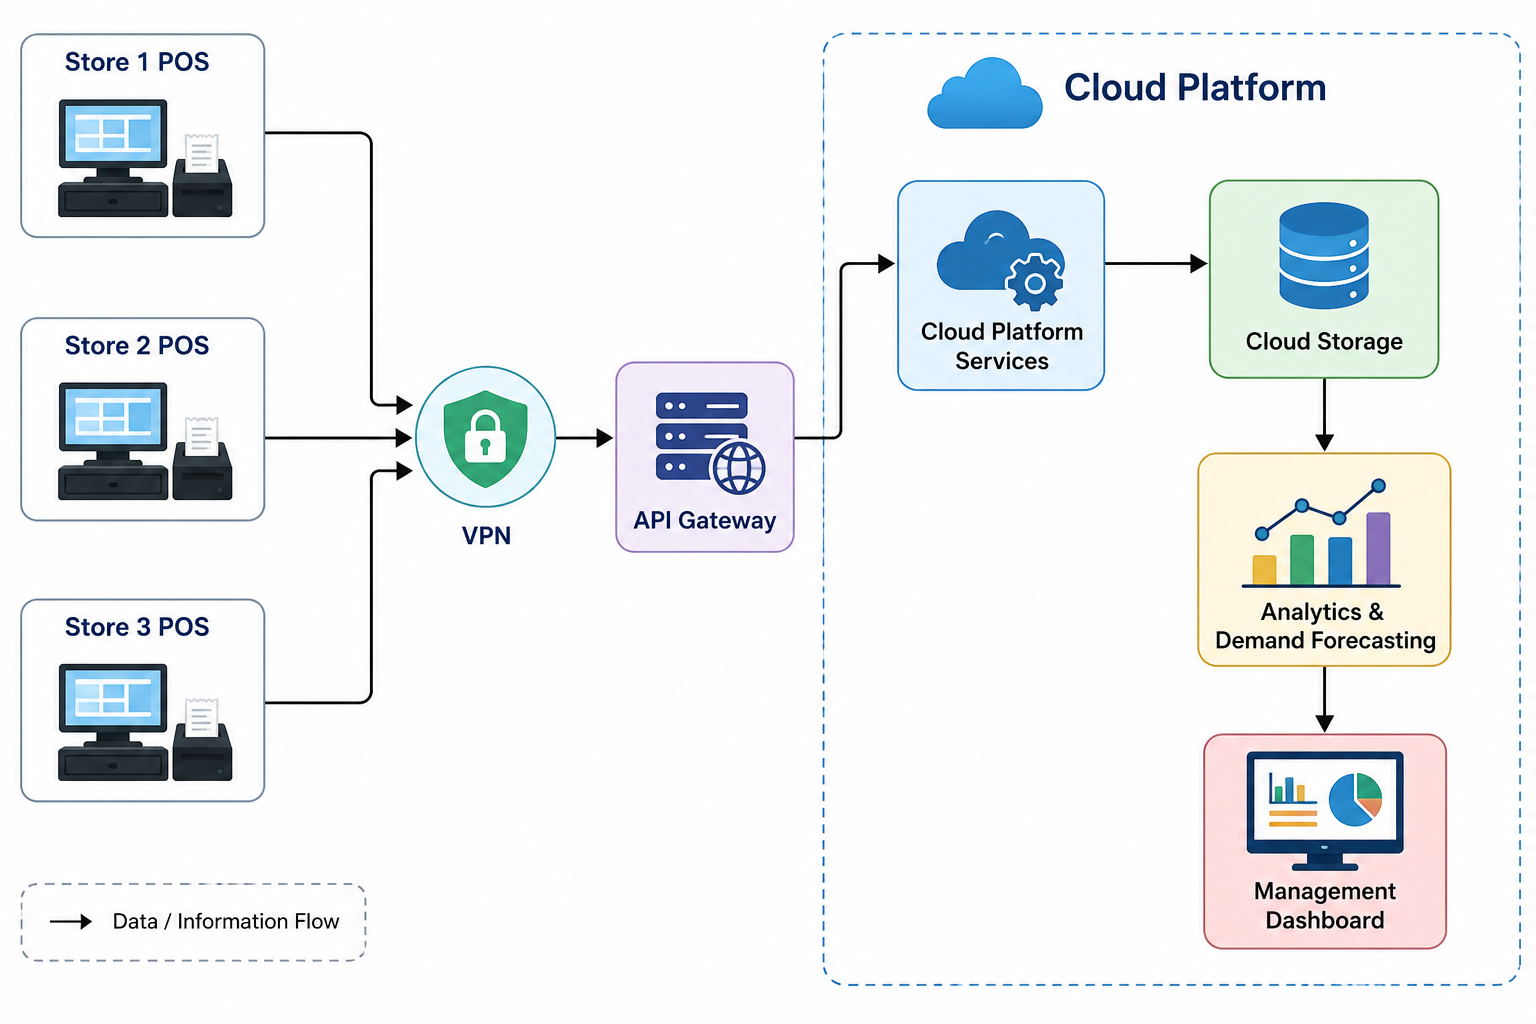 Store 1 POS
Store 2 POS
Store 3 POS
VPN
API Gateway
Cloud Platform
Cloud Platform
Services
Cloud Storage
Analytics &
Demand Forecasting
Management
Dashboard
Data / Information Flow